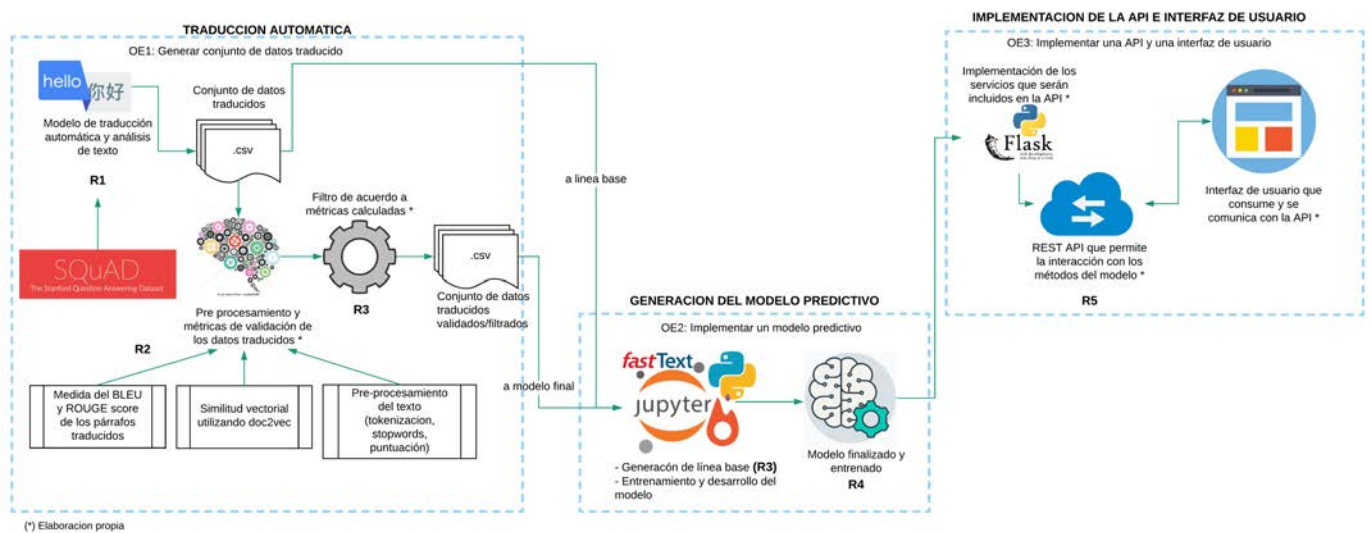 TRADUCCION AUTOMATICA
OE1: Generar conjunto de datos traducido
hello
你好
Modelo de traducción
automática y análisis
de texto
R1
SQuAD
The Stanford Question Answering Dataset
Conjunto de datos
traducidos
.csv
Filtro de acuerdo a
métricas calculadas *
R3
.csv
Conjunto de datos
traducidos
validados/filtrados
Pre procesamiento y
métricas de validación de
los datos traducidos *
R2
Medida del BLEU
y ROUGE score
de los párrafos
traducidos
Similitud vectorial
utilizando doc2vec
Pre-procesamiento
del texto
(tokenizacion,
stopwords,
puntuación)
a linea base
a modelo final
GENERACION DEL MODELO PREDICTIVO
OE2: Implementar un modelo predictivo
fastText
jupyter
- Generacón de línea base (R3)
- Entrenamiento y desarrollo del
modelo
Modelo finalizado y
entrenado
R4
IMPLEMENTACION DE LA API E INTERFAZ DE USUARIO
OE3: Implementar una API y una interfaz de usuario
Implementación de los
servicios que serán
incluidos en la API *
Flask
REST API que permite
la interacción con los
métodos del modelo *
R5
Interfaz de usuario que
consume y se
comunica con la API *
(*) Elaboracion propia